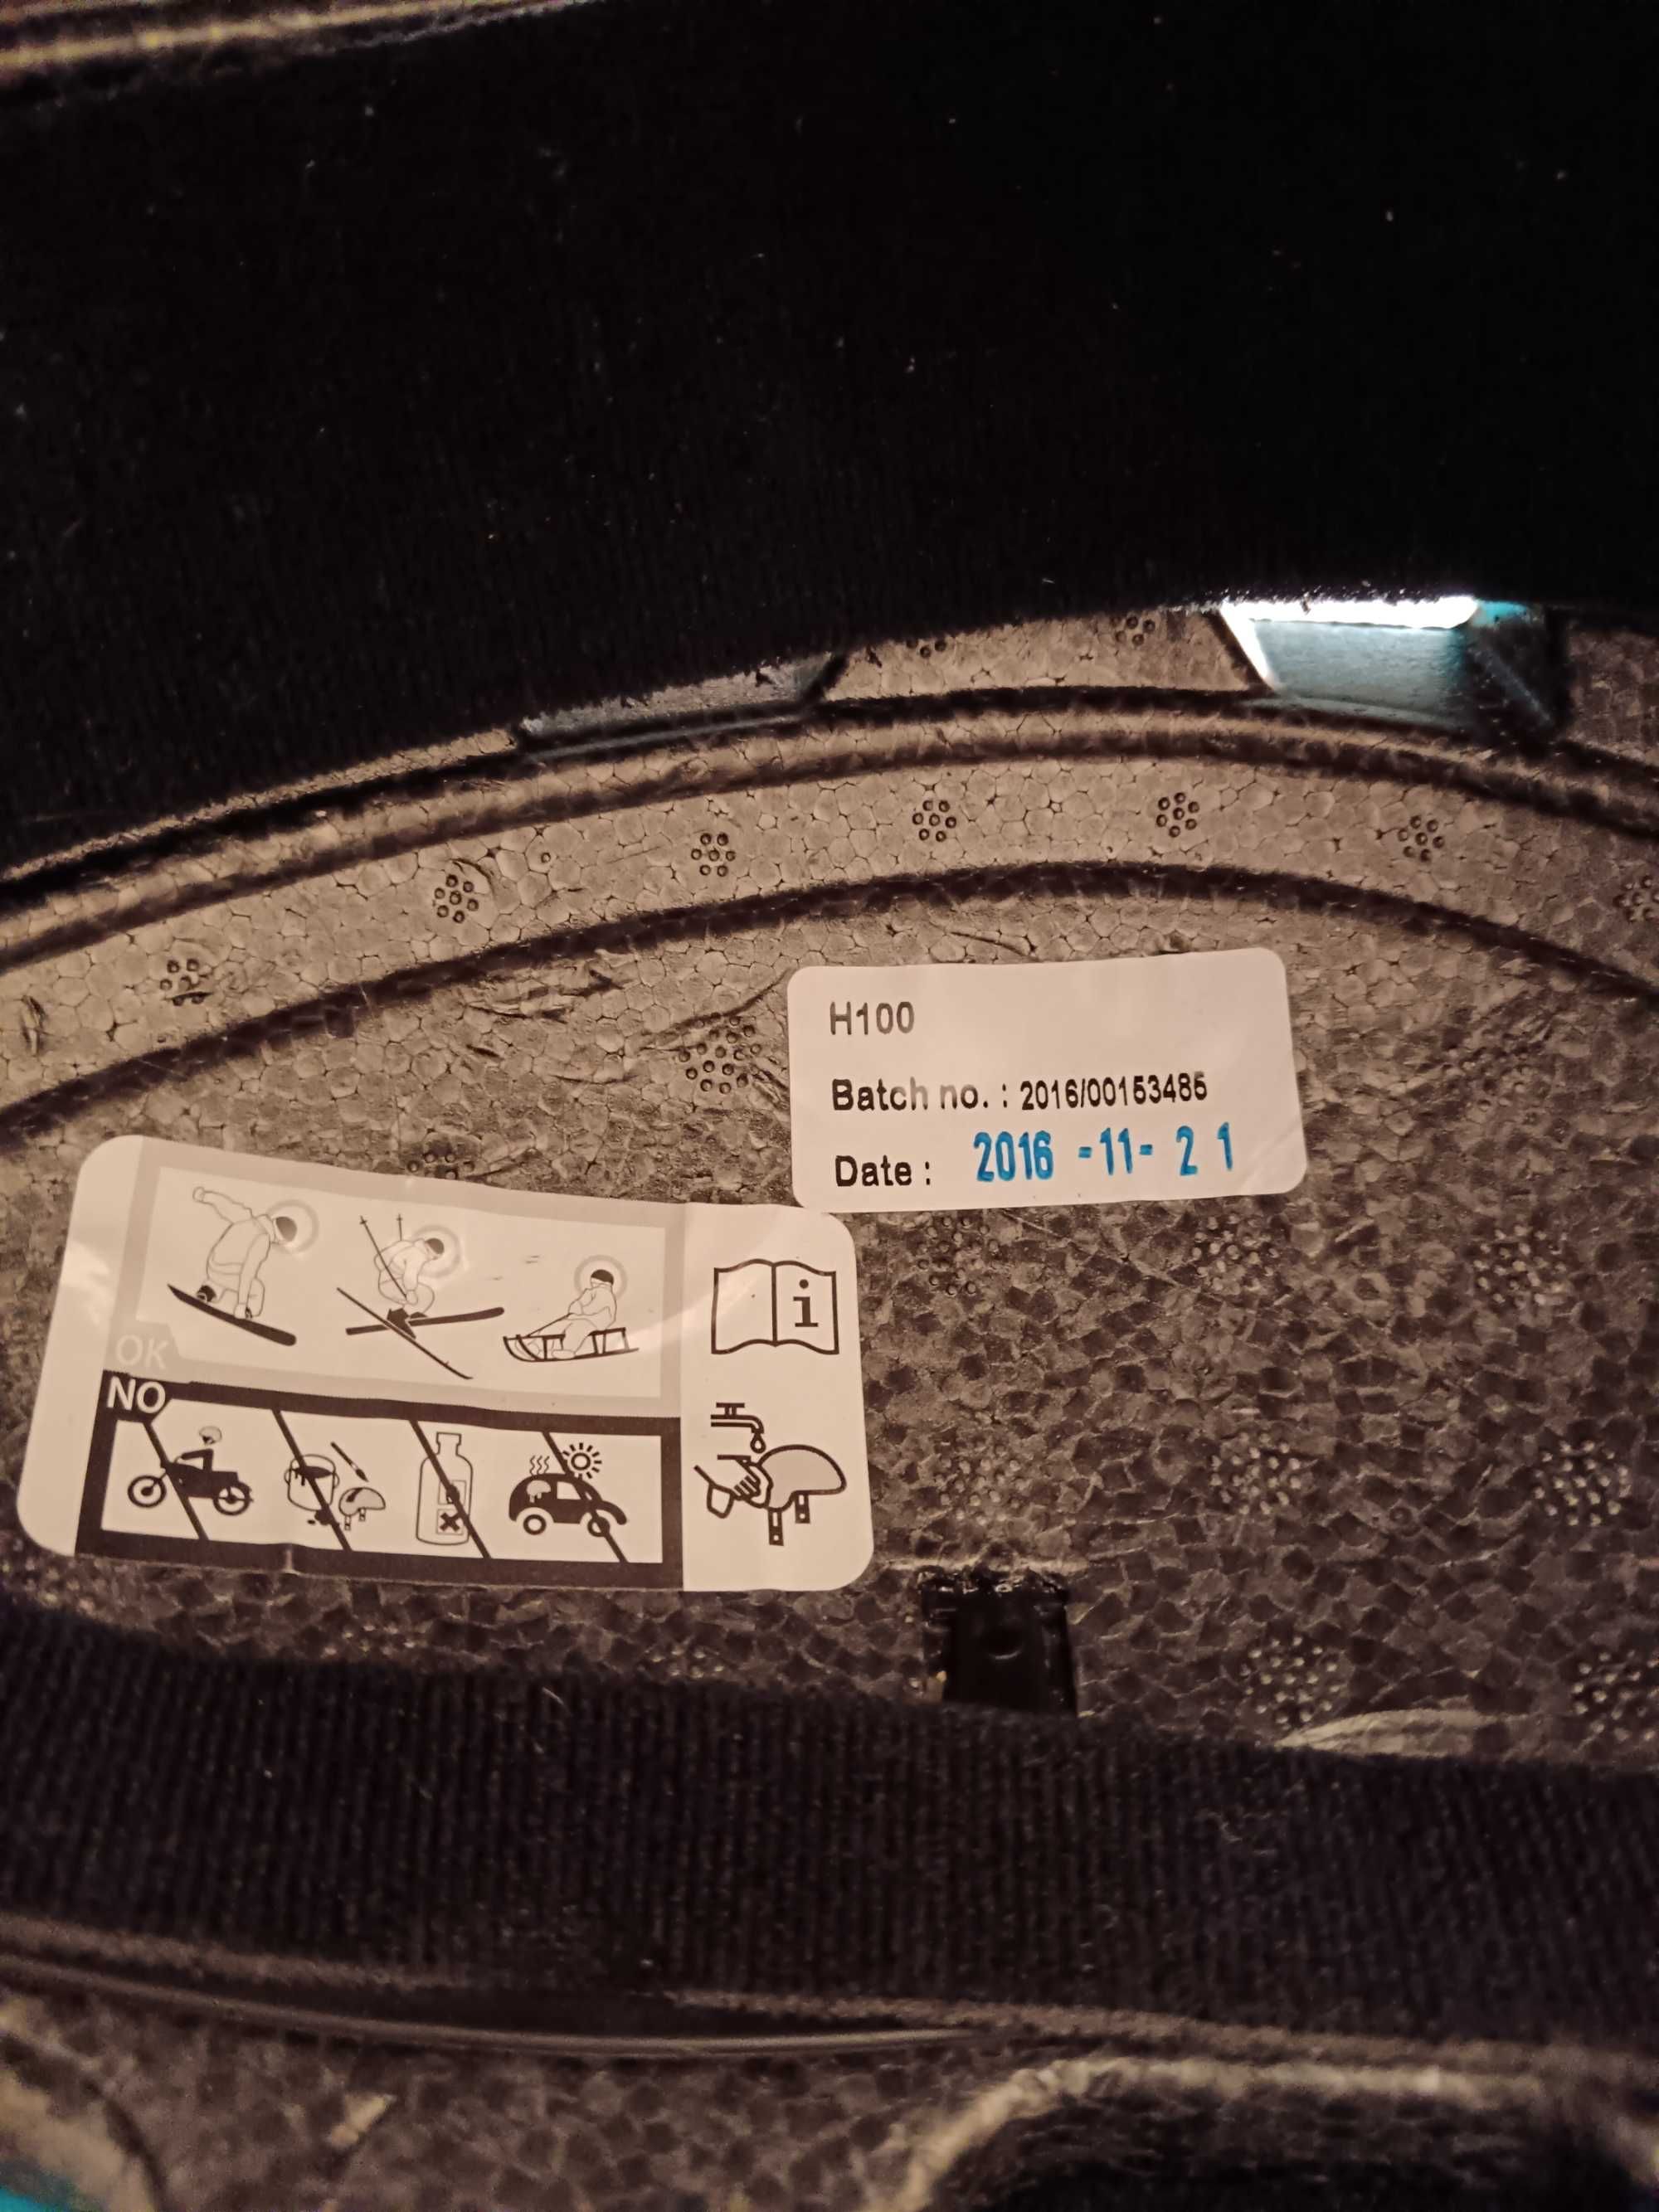 H100
Batch no. : 2016/00153485
Date : 2016 -11- 2 1
OK
NO
i